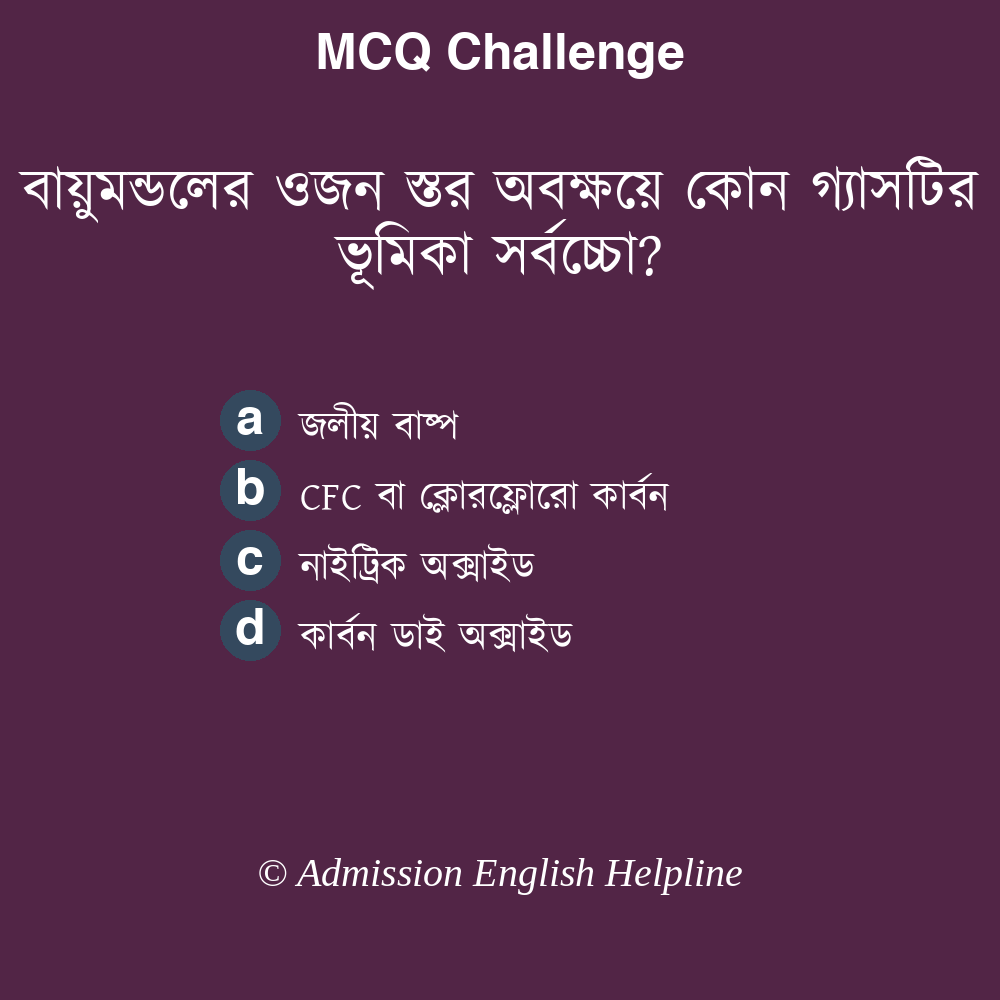 MCQ Challenge
বায়ুমন্ডলের ওজন স্তর অবক্ষয়ে কোন গ্যাসটির
ভূমিকা সর্বচ্চো?
a জলীয় বাষ্প
b CFC বা ক্লোরফ্লোরো কার্বন
c নাইট্রিক অক্সাইড
d কার্বন ডাই অক্সাইড
© Admission English Helpline